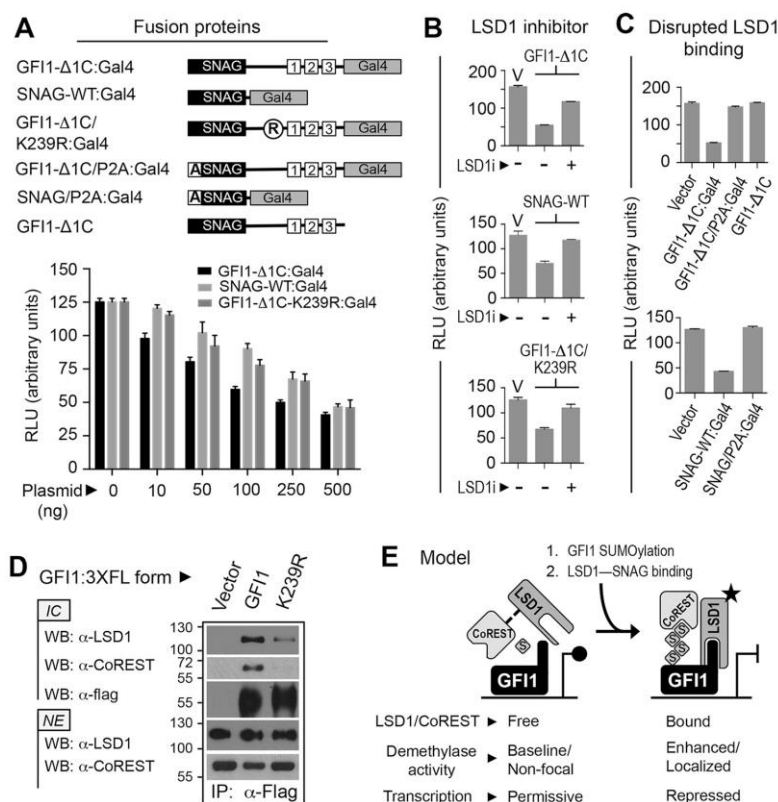 A
Fusion proteins
GFI1-Δ1C:Gal4
SNAG
1 2 3
Gal4
SNAG-WT:Gal4
SNAG
Gal4
GFI1-Δ1C/
K239R:Gal4
SNAG
R
1 2 3
Gal4
GFI1-Δ1C/P2A:Gal4
A SNAG
1 2 3
Gal4
SNAG/P2A:Gal4
A SNAG
Gal4
GFI1-Δ1C
SNAG
1 2 3
RLU (arbitrary units)
150
125
100
75
50
25
0
GFI1-Δ1C:Gal4
SNAG-WT:Gal4
GFI1-Δ1C-K239R:Gal4
Plasmid ► 0 10 50 100 250 500
(ng)
B
LSD1 inhibitor
RLU (arbitrary units)
GFI1-Δ1C
200
150
100
50
0
V
LSD1i ► - - +
SNAG-WT
150
100
50
0
V
LSD1i ► - - +
GFI1-Δ1C/
K239R
150
100
50
0
V
LSD1i ► - - +
C
Disrupted LSD1
binding
RLU (arbitrary units)
200
150
100
50
0
Vector
GFI1-Δ1C:Gal4
GFI1-Δ1C/P2A:Gal4
GFI1-Δ1C
150
100
50
0
Vector
SNAG-WT:Gal4
SNAG/P2A:Gal4
D
GFI1:3XFL form ►
Vector
GFI1
K239R
IC
WB: α-LSD1
130
100
WB: α-CoREST
72
55
WB: α-flag
55
NE
WB: α-LSD1
130
100
WB: α-CoREST
72
55
IP: α-Flag
E
Model
1. GFI1 SUMOylation
2. LSD1—SNAG binding
LSD1
CoREST
S
GFI1
CoREST
S S
S S
LSD1
GFI1
LSD1/CoREST ► Free Bound
Demethylase
activity ► Baseline/
Non-focal
Enhanced/
Localized
Transcription ► Permissive Repressed